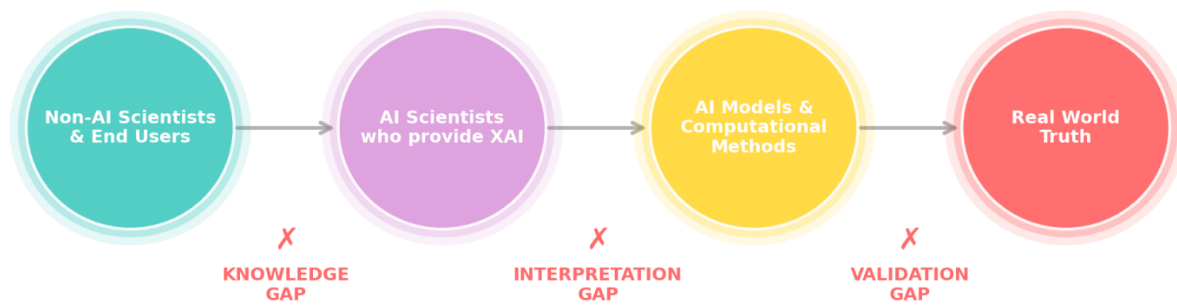 Non-AI Scientists
& End Users
AI Scientists
who provide XAI
AI Models &
Computational
Methods
Real World
Truth
✗
KNOWLEDGE
GAP
✗
INTERPRETATION
GAP
✗
VALIDATION
GAP